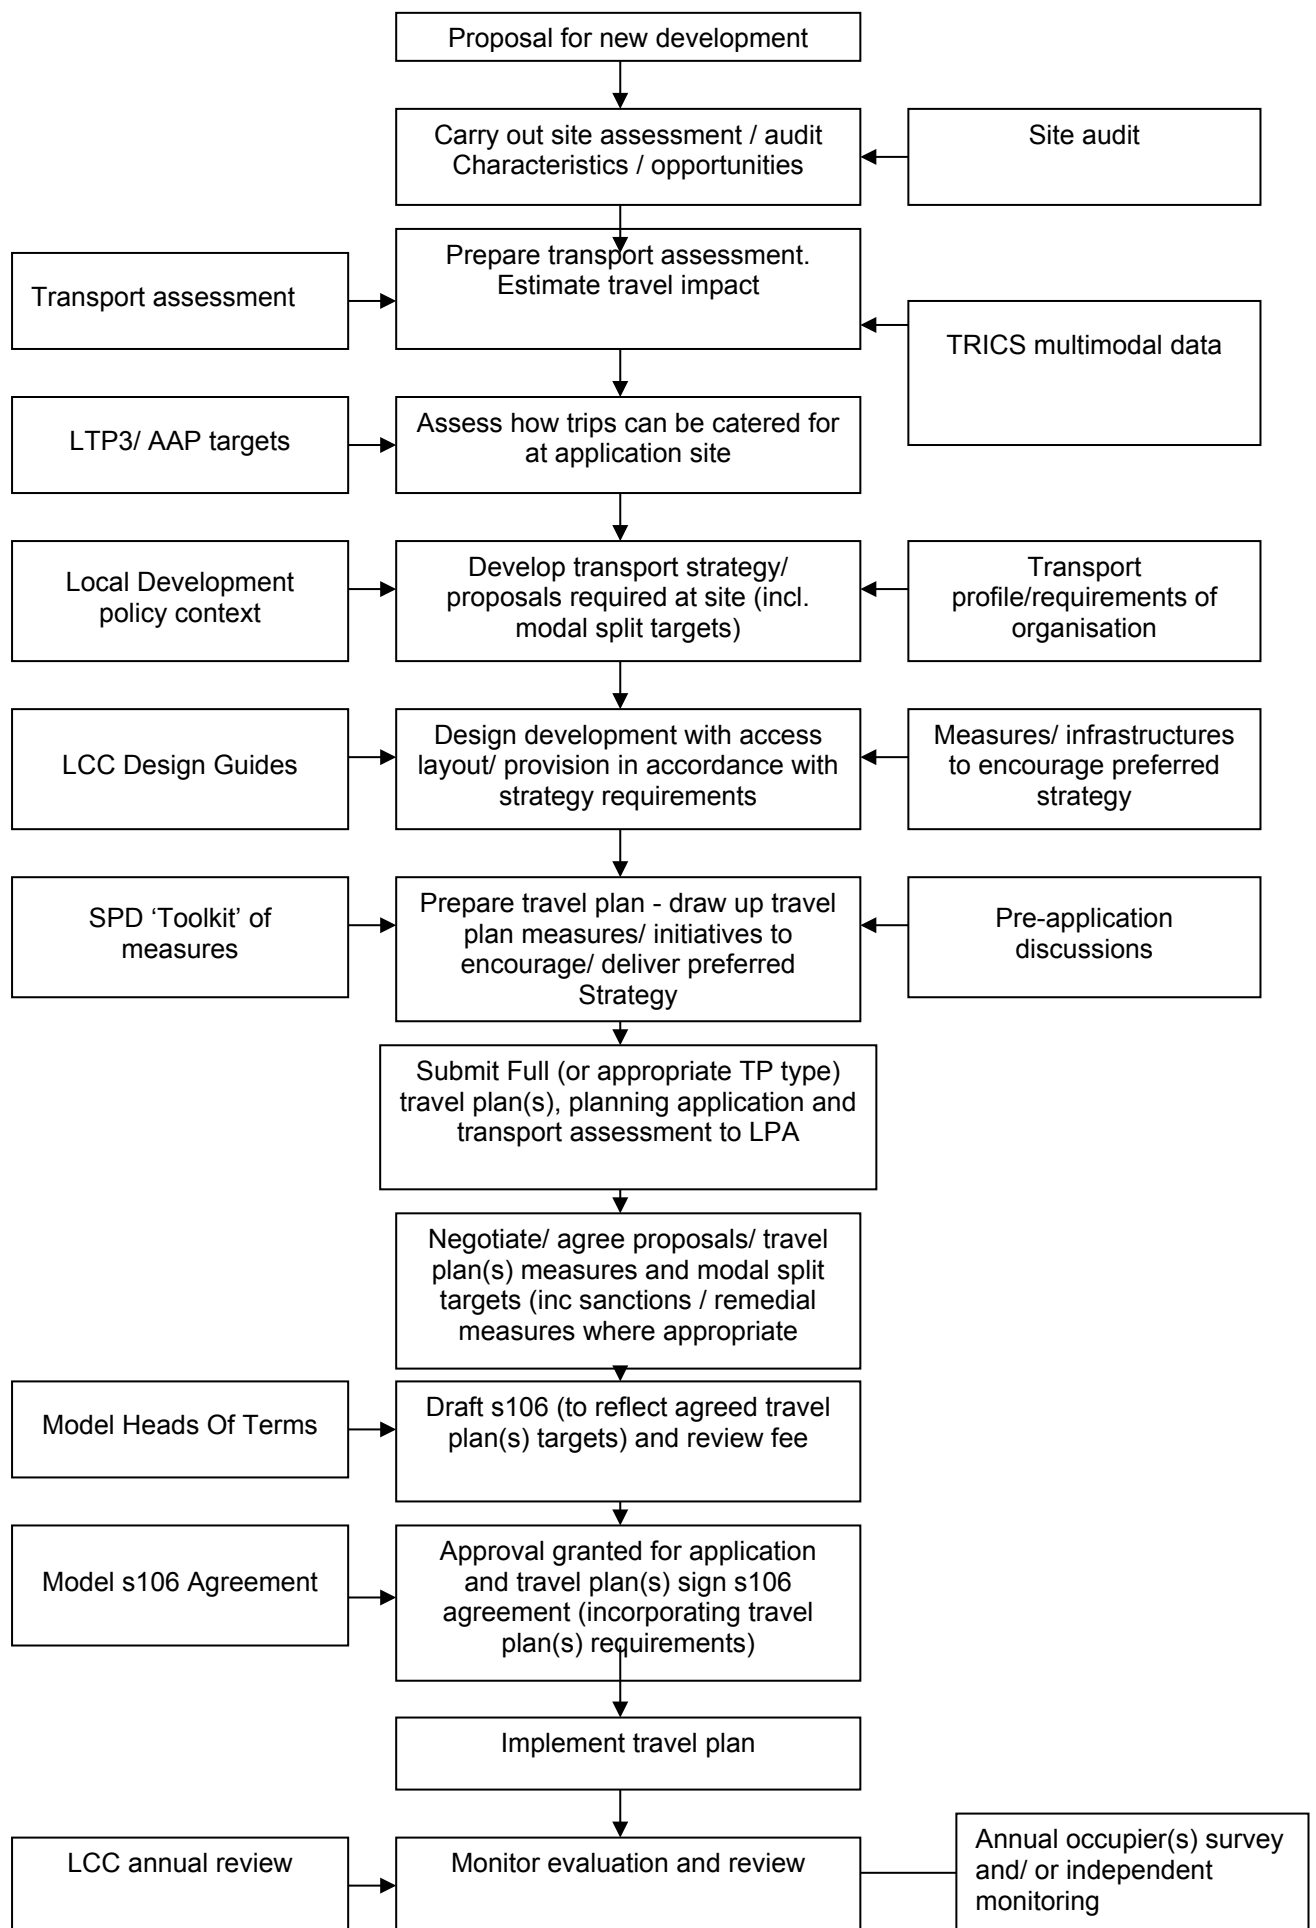 Proposal for new development
Carry out site assessment / audit
Characteristics / opportunities
Site audit
Prepare transport assessment.
Estimate travel impact
Transport assessment
TRICS multimodal data
LTP3/ AAP targets
Assess how trips can be catered for
at application site
Local Development
policy context
Develop transport strategy/
proposals required at site (incl.
modal split targets)
Transport
profile/requirements of
organisation
LCC Design Guides
Design development with access
layout/ provision in accordance with
strategy requirements
Measures/ infrastructures
to encourage preferred
strategy
SPD ‘Toolkit’ of
measures
Prepare travel plan - draw up travel
plan measures/ initiatives to
encourage/ deliver preferred
Strategy
Pre-application
discussions
Submit Full (or appropriate TP type)
travel plan(s), planning application and
transport assessment to LPA
Negotiate/ agree proposals/ travel
plan(s) measures and modal split
targets (inc sanctions / remedial
measures where appropriate
Model Heads Of Terms
Draft s106 (to reflect agreed travel
plan(s) targets) and review fee
Model s106 Agreement
Approval granted for application
and travel plan(s) sign s106
agreement (incorporating travel
plan(s) requirements)
Implement travel plan
LCC annual review
Monitor evaluation and review
Annual occupier(s) survey
and/ or independent
monitoring